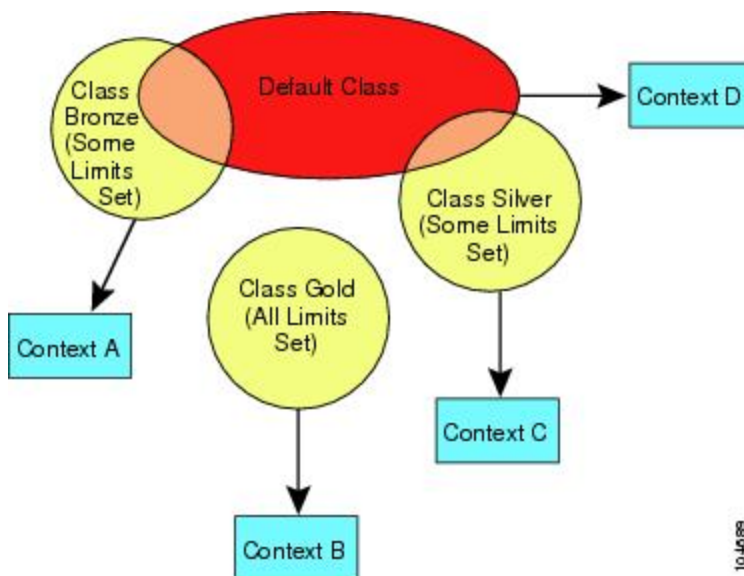 Default Class
Class
Bronze
(Some
Limits
Set)
Context D
Class Silver
(Some Limits
Set)
Class Gold
(All Limits
Set)
Context A
Context C
Context B